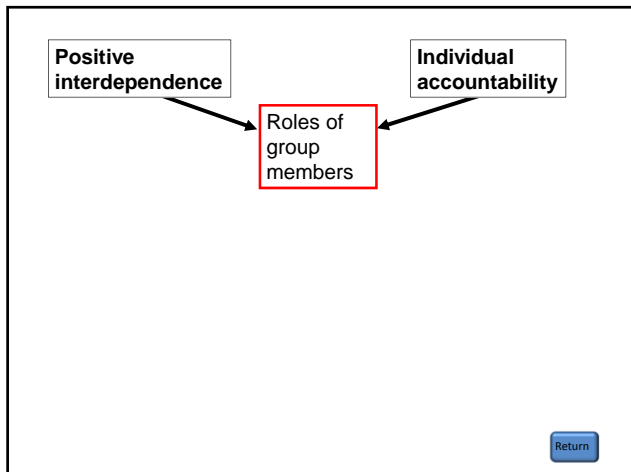 Positive
interdependence
Individual
accountability
Roles of
group
members
Return